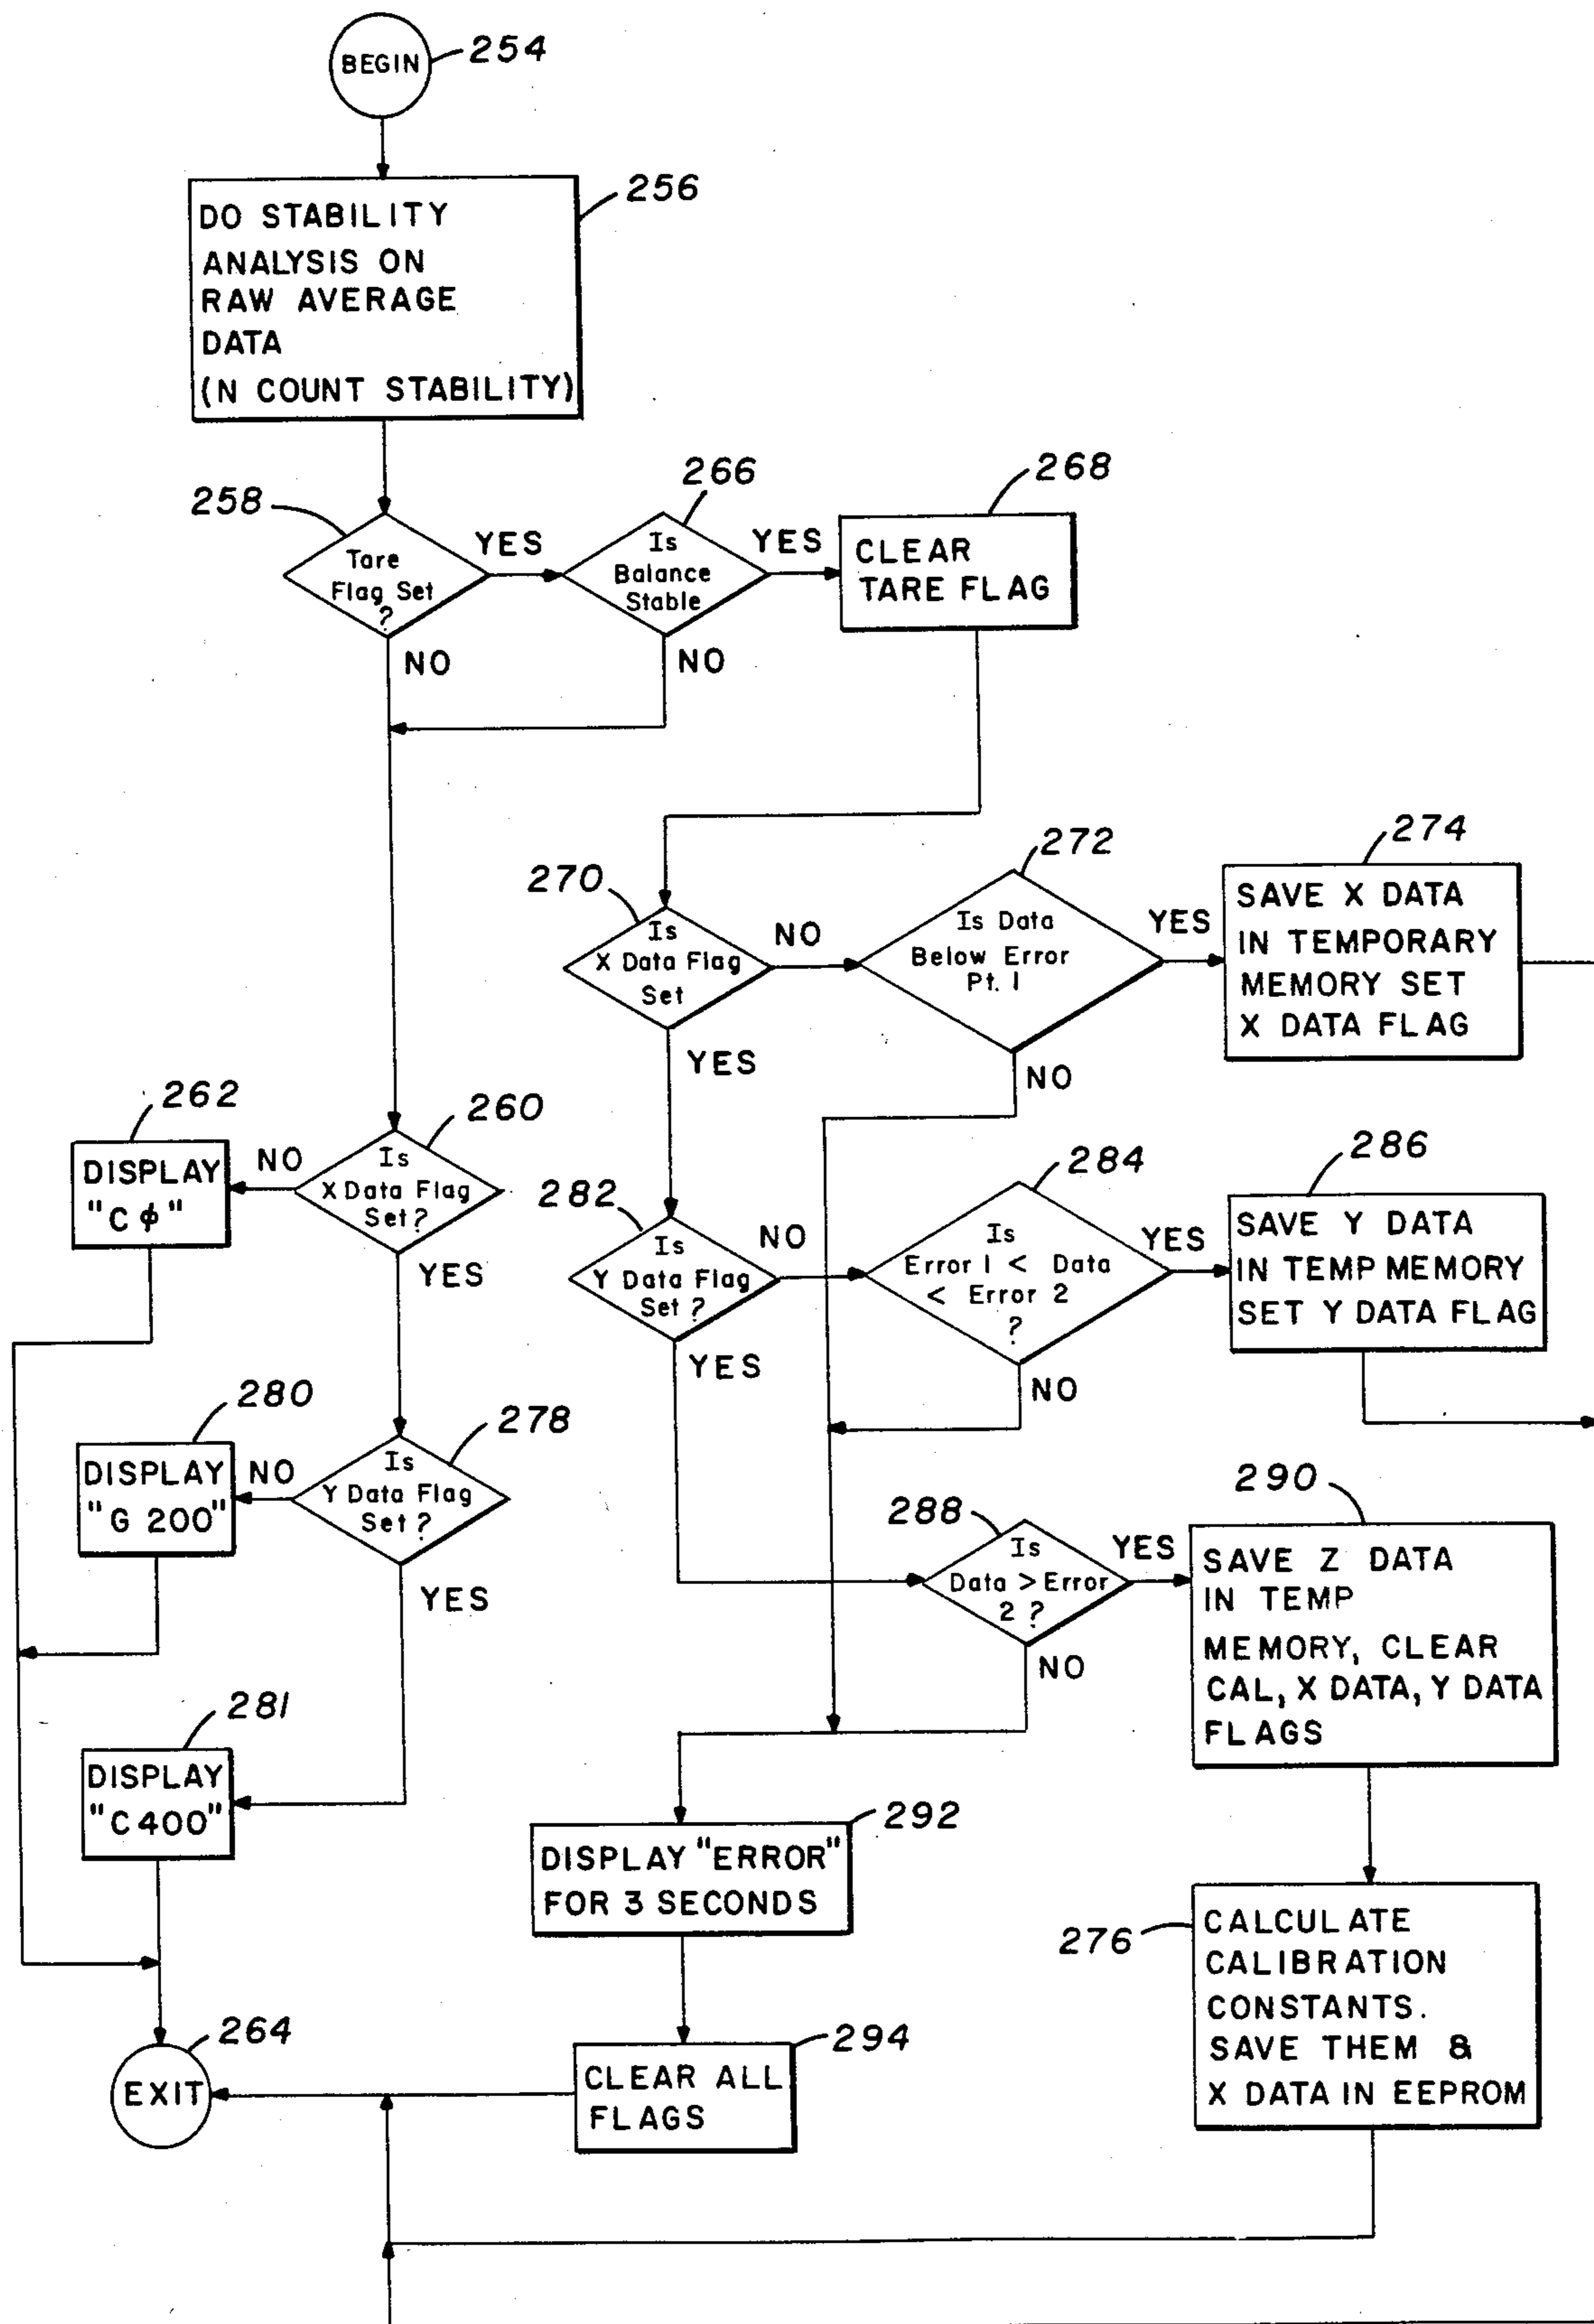 BEGIN
254
256
DO STABILITY
ANALYSIS ON
RAW AVERAGE
DATA
(N COUNT STABILITY)
258
Tare
Flag Set
?
YES
NO
266
Is
Balance
Stable
YES
NO
268
CLEAR
TARE FLAG
270
Is
X Data Flag
Set
NO
YES
272
Is Data
Below Error
Pt. 1
YES
NO
274
SAVE X DATA
IN TEMPORARY
MEMORY SET
X DATA FLAG
262
DISPLAY
"C ϕ"
NO
260
Is
X Data Flag
Set?
YES
282
Is
Y Data Flag
Set?
NO
YES
284
Is
Error 1 < Data
< Error 2
?
YES
NO
286
SAVE Y DATA
IN TEMP MEMORY
SET Y DATA FLAG
280
DISPLAY
"G 200"
NO
278
Is
Y Data Flag
Set?
YES
288
Is
Data > Error
2 ?
YES
NO
290
SAVE Z DATA
IN TEMP
MEMORY, CLEAR
CAL, X DATA, Y DATA
FLAGS
281
DISPLAY
"C400"
292
DISPLAY "ERROR"
FOR 3 SECONDS
276
CALCULATE
CALIBRATION
CONSTANTS.
SAVE THEM &
X DATA IN EEPROM
264
EXIT
294
CLEAR ALL
FLAGS